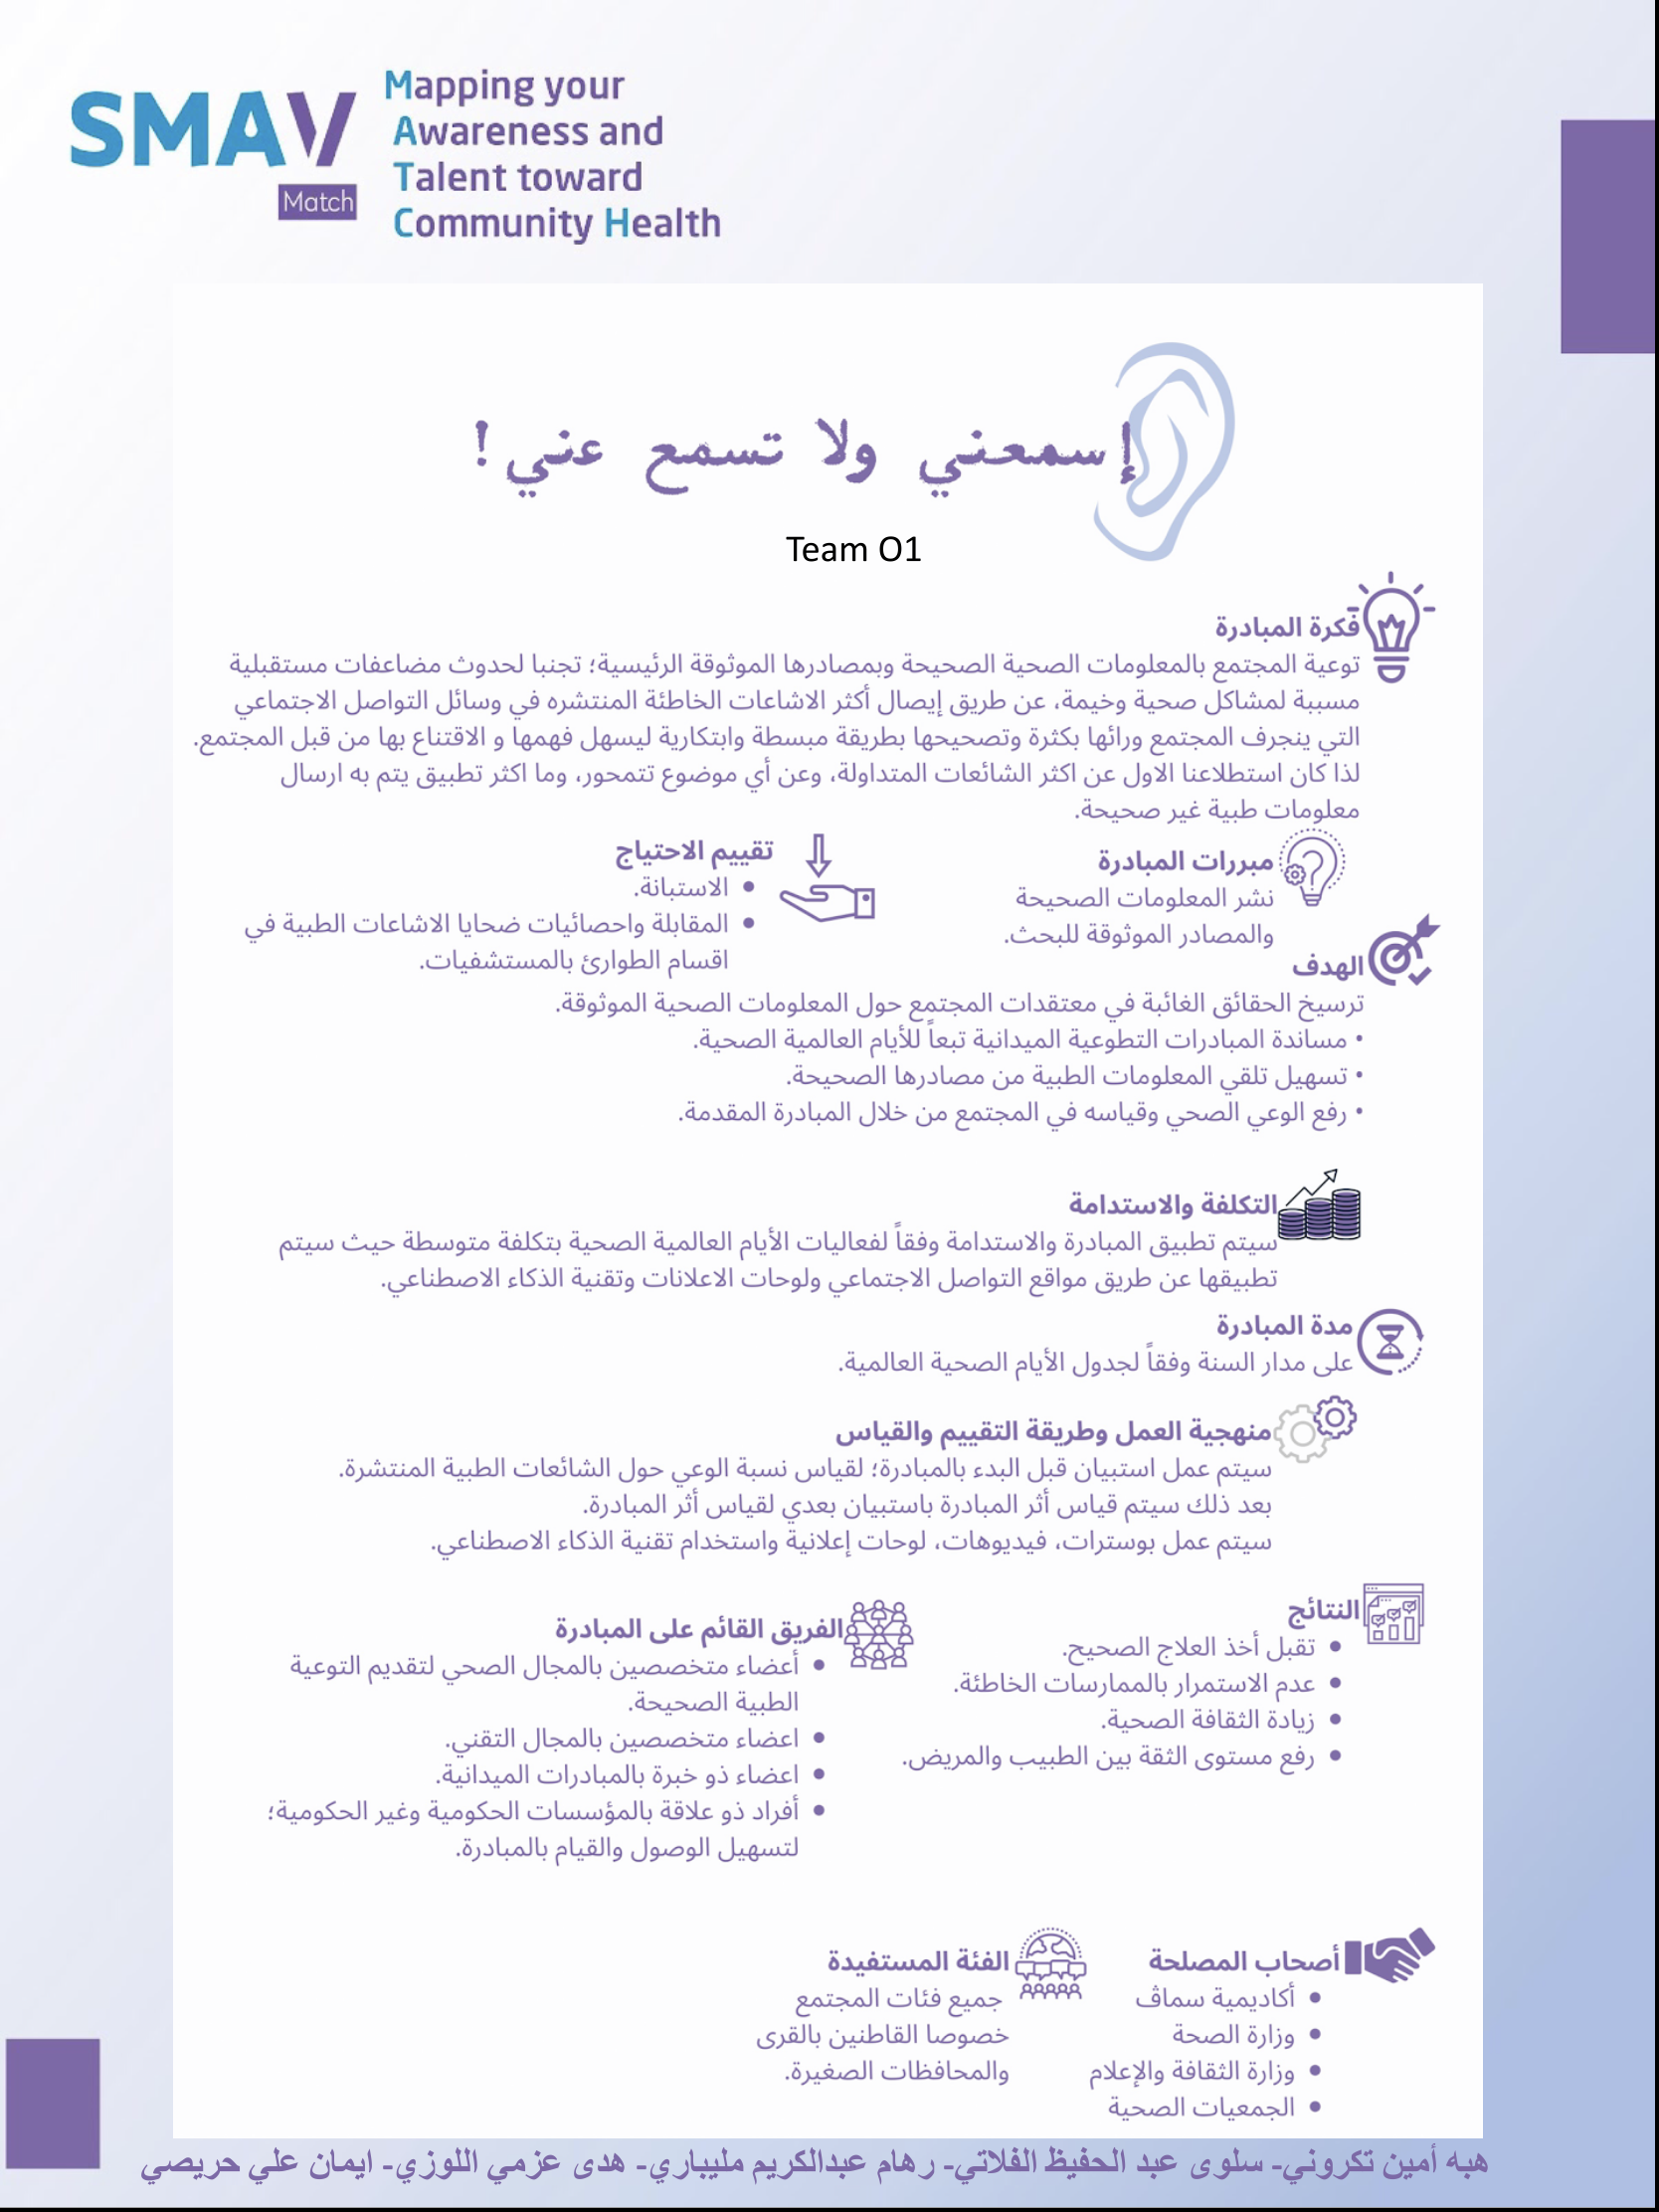 SMAV
Match
Mapping your
Awareness and
Talent toward
Community Health
إسمعني ولا تسمع عني!
Team O1
فكرة المبادرة
توعية المجتمع بالمعلومات الصحية الصحيحة وبمصادرها الموثوقة الرئيسية؛ تجنبا لحدوث مضاعفات مستقبلية
مسببة لمشاكل صحية وخيمة، عن طريق إيصال أكثر الاشاعات الخاطئة المنتشره في وسائل التواصل الاجتماعي
التي ينجرف المجتمع ورائها بكثرة وتصحيحها بطريقة مبسطة وابتكارية ليسهل فهمها و الاقتناع بها من قبل المجتمع.
لذا كان استطلاعنا الاول عن اكثر الشائعات المتداولة، وعن أي موضوع تتمحور، وما اكثر تطبيق يتم به ارسال
معلومات طبية غير صحيحة.
مبررات المبادرة
نشر المعلومات الصحيحة
والمصادر الموثوقة للبحث.
تقييم الاحتياج
• الاستبانة.
• المقابلة واحصائيات ضحايا الاشاعات الطبية في
اقسام الطوارئ بالمستشفيات.
الهدف
ترسيخ الحقائق الغائبة في معتقدات المجتمع حول المعلومات الصحية الموثوقة.
• مساندة المبادرات التطوعية الميدانية تبعاً للأيام العالمية الصحية.
• تسهيل تلقي المعلومات الطبية من مصادرها الصحيحة.
• رفع الوعي الصحي وقياسه في المجتمع من خلال المبادرة المقدمة.
التكلفة والاستدامة
سيتم تطبيق المبادرة والاستدامة وفقاً لفعاليات الأيام العالمية الصحية بتكلفة متوسطة حيث سيتم
تطبيقها عن طريق مواقع التواصل الاجتماعي ولوحات الاعلانات وتقنية الذكاء الاصطناعي.
مدة المبادرة
على مدار السنة وفقاً لجدول الأيام الصحية العالمية.
منهجية العمل وطريقة التقييم والقياس
سيتم عمل استبيان قبل البدء بالمبادرة؛ لقياس نسبة الوعي حول الشائعات الطبية المنتشرة.
بعد ذلك سيتم قياس أثر المبادرة باستبيان بعدي لقياس أثر المبادرة.
سيتم عمل بوسترات، فيديوهات، لوحات إعلانية واستخدام تقنية الذكاء الاصطناعي.
النتائج
• تقبل أخذ العلاج الصحيح.
• عدم الاستمرار بالممارسات الخاطئة.
• زيادة الثقافة الصحية.
• رفع مستوى الثقة بين الطبيب والمريض.
الفريق القائم على المبادرة
• أعضاء متخصصين بالمجال الصحي لتقديم التوعية
الطبية الصحيحة.
• اعضاء متخصصين بالمجال التقني.
• اعضاء ذو خبرة بالمبادرات الميدانية.
• أفراد ذو علاقة بالمؤسسات الحكومية وغير الحكومية؛
لتسهيل الوصول والقيام بالمبادرة.
أصحاب المصلحة
• أكاديمية سماڤ
• وزارة الصحة
• وزارة الثقافة والإعلام
• الجمعيات الصحية
الفئة المستفيدة
جميع فئات المجتمع
خصوصا القاطنين بالقرى
والمحافظات الصغيرة.
هبه أمين تكروني- سلوى عبد الحفيظ الفلاتي- رهام عبدالكريم مليباري- هدى عزمي اللوزي- ايمان علي حريصي